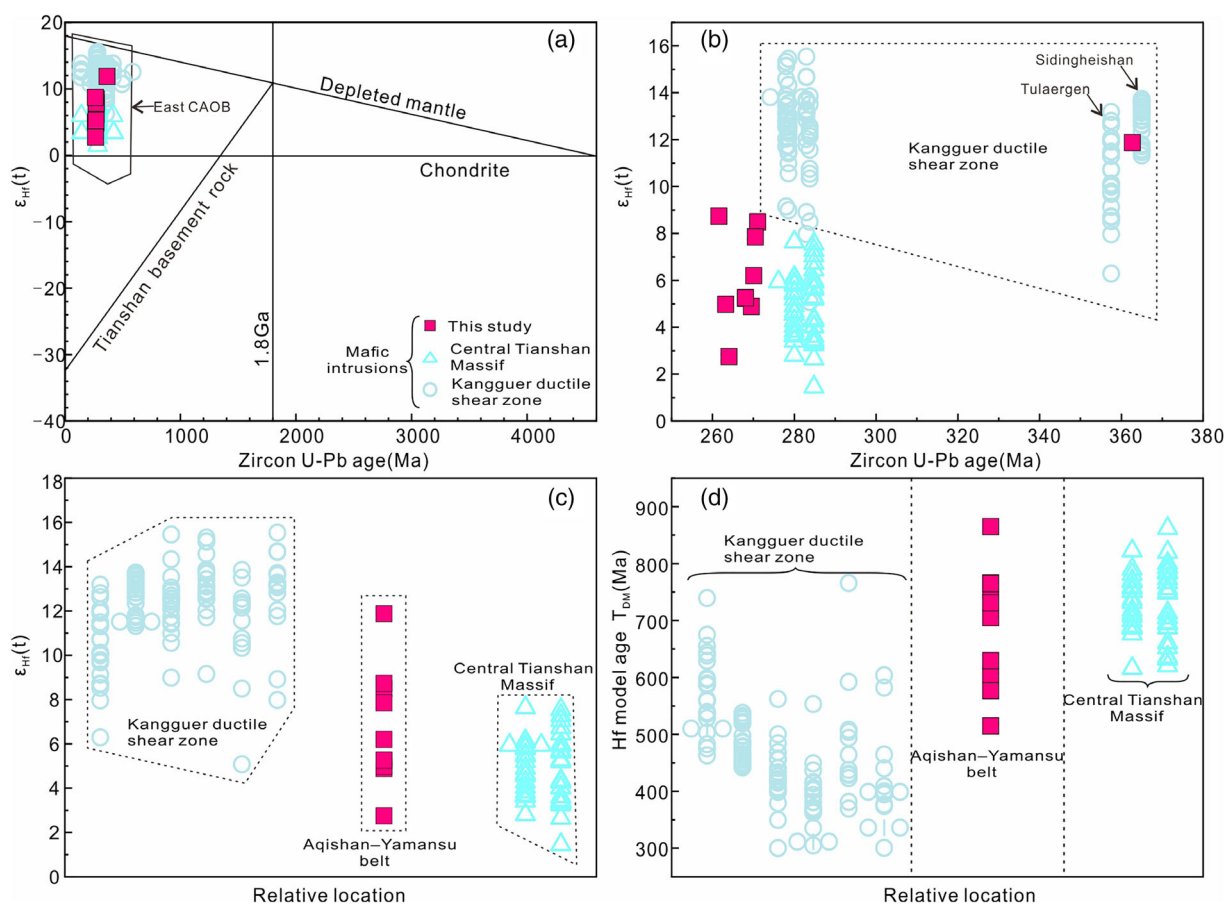 (a)
20
10
0
−10
−20
−30
−40
εHf(t)
East CAOB
Depleted mantle
Chondrite
Tianshan basement rock
1.8Ga
Mafic
intrusions
This study
Central Tianshan
Massif
Kangguer ductile
shear zone
0 1000 2000 3000 4000
Zircon U-Pb age(Ma)
(b)
16
14
12
10
8
6
4
2
0
εHf(t)
Sidingheishan
Tulaergen
Kangguer ductile
shear zone
260 280 300 320 340 360 380
Zircon U-Pb age(Ma)
(c)
18
16
14
12
10
8
6
4
2
0
εHf(t)
Kangguer ductile
shear zone
Aqishan–Yamansu
belt
Central Tianshan
Massif
Relative location
(d)
900
800
700
600
500
400
300
Hf model age TDM(Ma)
Kangguer ductile
shear zone
Aqishan–Yamansu
belt
Central Tianshan
Massif
Relative location